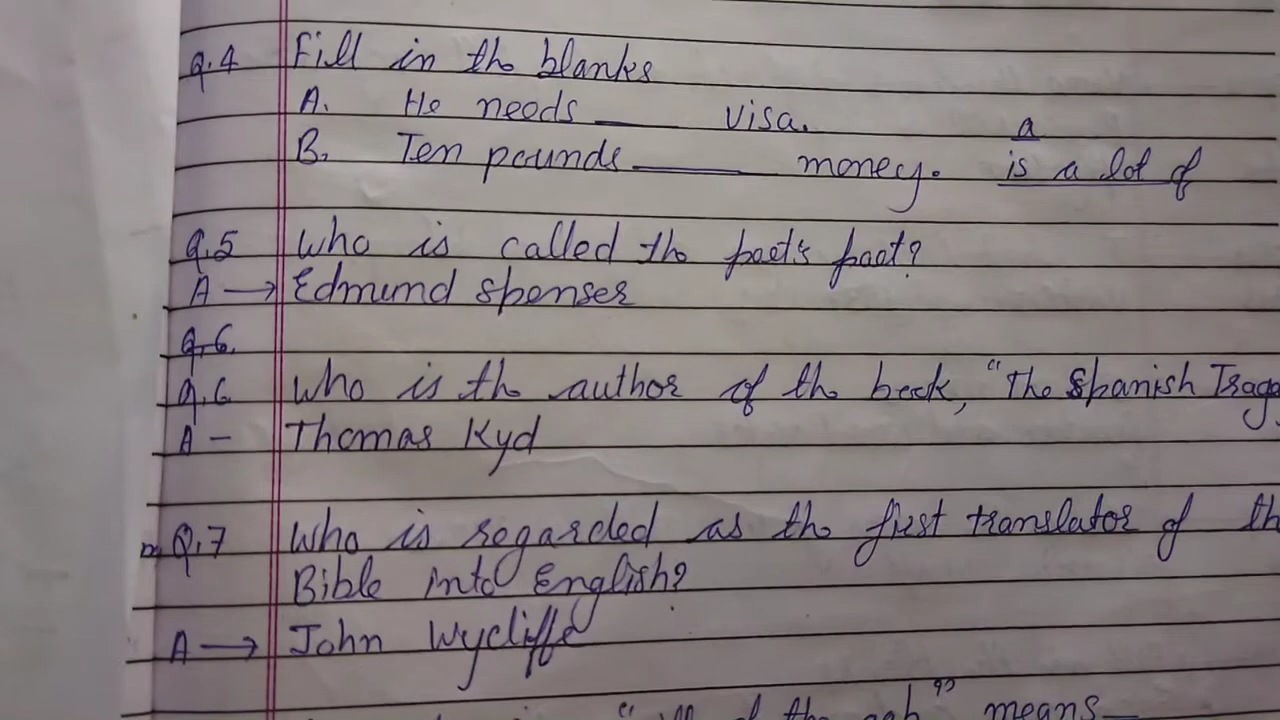 Q.4 Fill in the blanks
A. He needs ___ visa. a
B. Ten pounds ___ money. is a lot of
Q.5 Who is called the poet's poet?
A → Edmund Spenser
Q.6.
Q.6 Who is the author of the book, "The Spanish Trage
A - Thomas Kyd
Q.7 Who is regarded as the first translator of th
Bible into English?
A → John Wycliffe
means